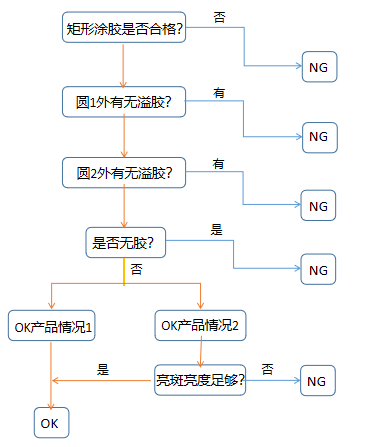 矩形涂胶是否合格?
否
NG
圆1外有无溢胶?
有
NG
圆2外有无溢胶?
有
NG
是否无胶?
是
NG
否
OK产品情况1
OK产品情况2
是
亮斑亮度足够?
否
NG
OK